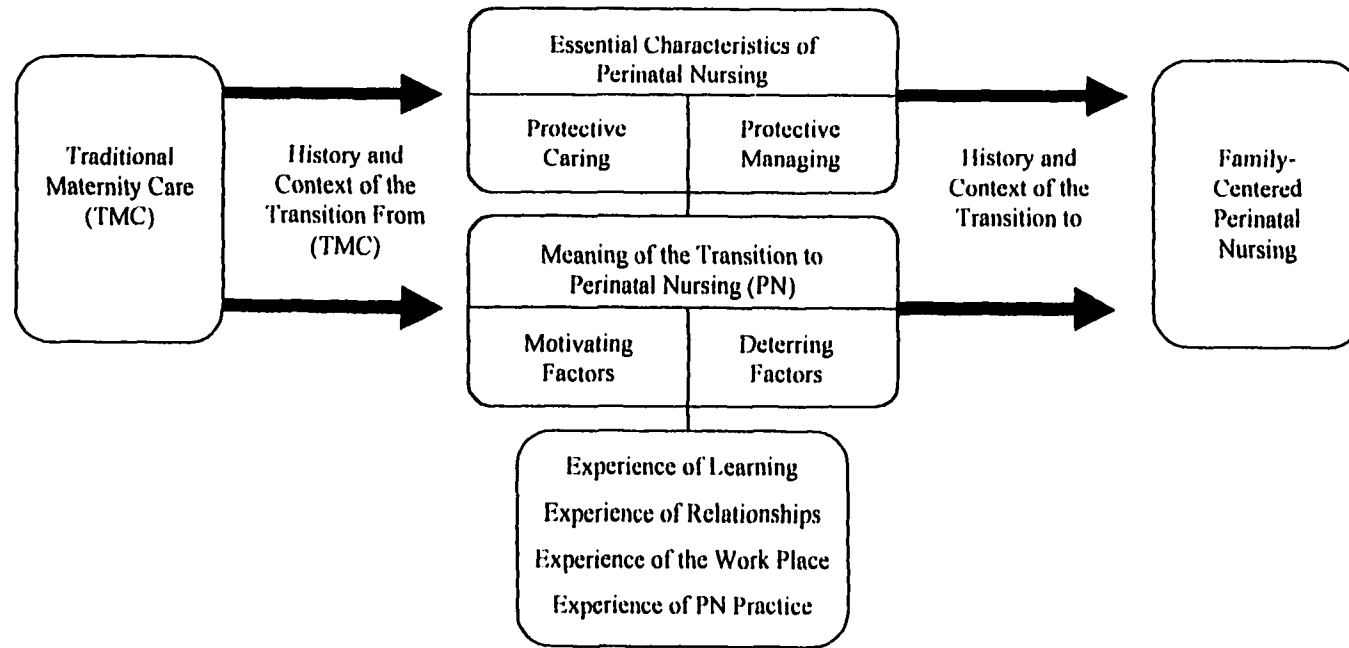 Traditional
Maternity Care
(TMC)
History and
Context of the
Transition From
(TMC)
Essential Characteristics of
Perinatal Nursing
Protective
Caring
Protective
Managing
Meaning of the Transition to
Perinatal Nursing (PN)
Motivating
Factors
Deterring
Factors
Experience of Learning
Experience of Relationships
Experience of the Work Place
Experience of PN Practice
History and
Context of the
Transition to
Family-
Centered
Perinatal
Nursing